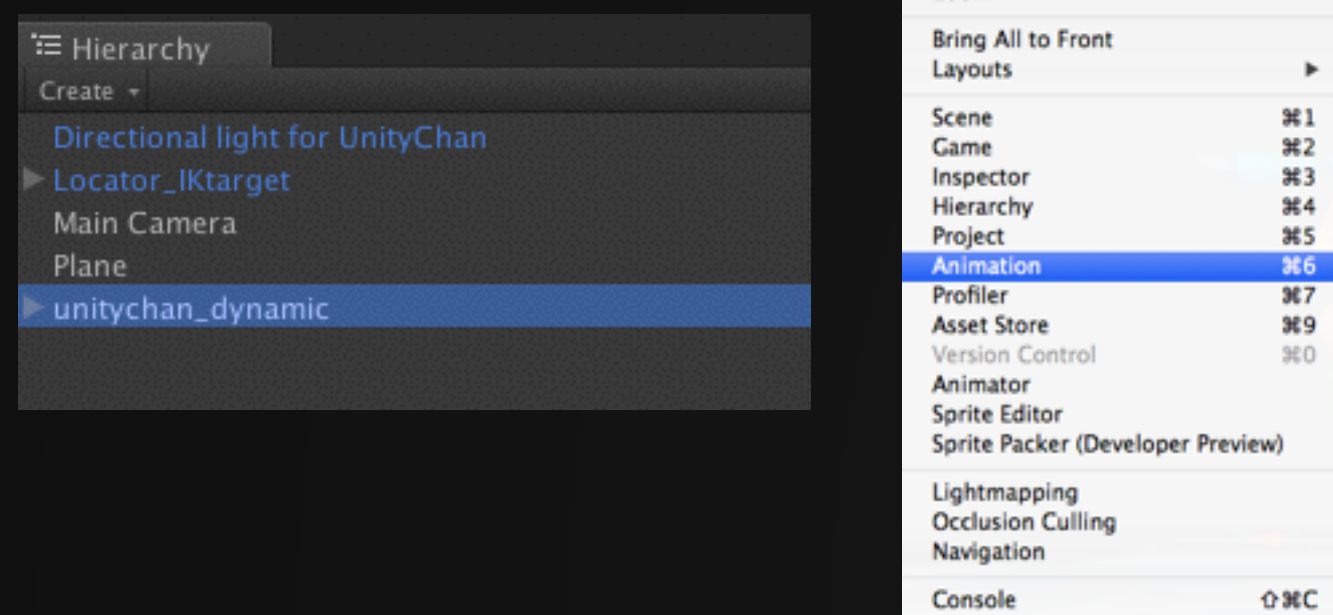 Hierarchy
Create
Directional light for UnityChan
Locator_IKtarget
Main Camera
Plane
unitychan_dynamic
Bring All to Front
Layouts
Scene ⌘1
Game ⌘2
Inspector ⌘3
Hierarchy ⌘4
Project ⌘5
Animation ⌘6
Profiler ⌘7
Asset Store ⌘9
Version Control ⌘0
Animator
Sprite Editor
Sprite Packer (Developer Preview)
Lightmapping
Occlusion Culling
Navigation
Console ⇧⌘C